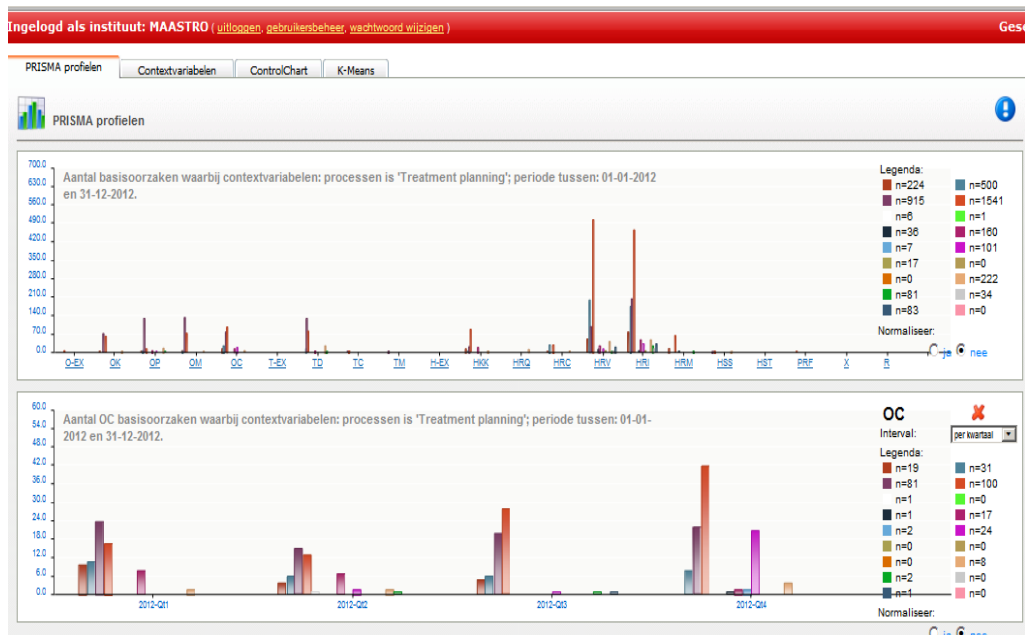 Ingelogd als instituut: MAASTRO ( uitloggen, gebruikersbeheer, wachtwoord wijzigen )
Gesc
PRISMA profielen
Contextvariabelen
ControlChart
K-Means
PRISMA profielen
Aantal basisoorzaken waarbij contextvariabelen: processen is 'Treatment planning'; periode tussen: 01-01-2012
en 31-12-2012.
700.0
630.0
560.0
490.0
420.0
350.0
280.0
210.0
140.0
70.0
0.0
O-EX OK OP OM OC T-EX TD TC TM H-EX HKK HRQ HRC HRV HRI HRM HSS HST PRF X R
Legenda:
n=224 n=500
n=915 n=1541
n=6 n=1
n=36 n=160
n=7 n=101
n=17 n=0
n=0 n=222
n=81 n=34
n=83 n=0
Normaliseer:
ja nee
Aantal OC basisoorzaken waarbij contextvariabelen: processen is 'Treatment planning'; periode tussen: 01-01-
2012 en 31-12-2012.
60.0
54.0
48.0
42.0
36.0
30.0
24.0
18.0
12.0
6.0
0.0
2012-Qt1 2012-Qt2 2012-Qt3 2012-Qt4
OC
Interval: per kwartaal
Legenda:
n=19 n=31
n=81 n=100
n=1 n=0
n=1 n=17
n=2 n=24
n=0 n=0
n=0 n=8
n=2 n=0
n=1 n=0
Normaliseer:
ja nee